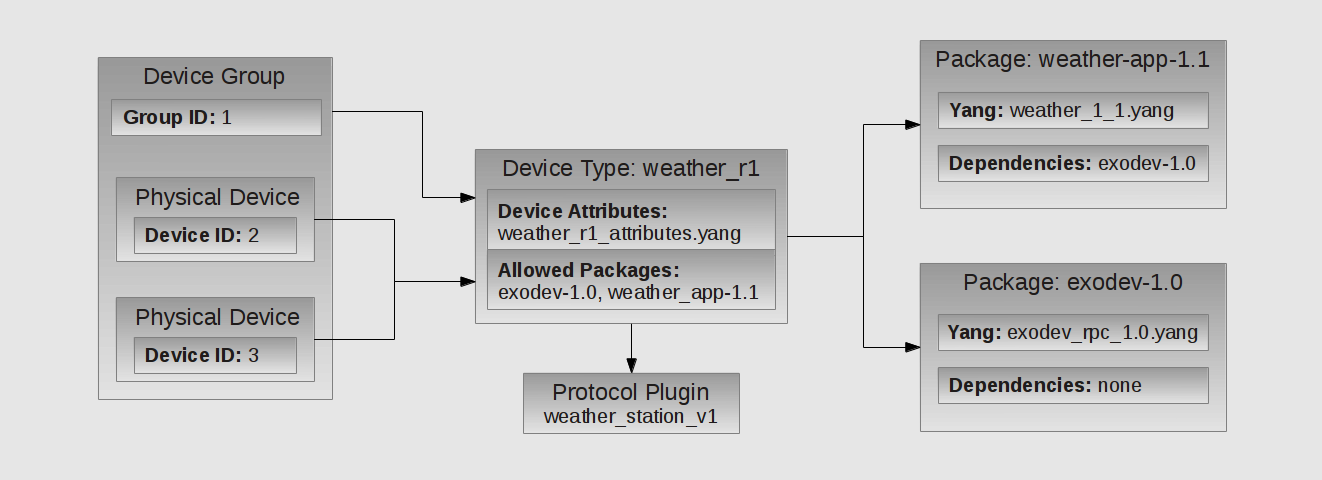 Device Group
Group ID: 1
Physical Device
Device ID: 2
Physical Device
Device ID: 3
Device Type: weather_r1
Device Attributes:
weather_r1_attributes.yang
Allowed Packages:
exodev-1.0, weather_app-1.1
Protocol Plugin
weather_station_v1
Package: weather-app-1.1
Yang: weather_1_1.yang
Dependencies: exodev-1.0
Package: exodev-1.0
Yang: exodev_rpc_1.0.yang
Dependencies: none